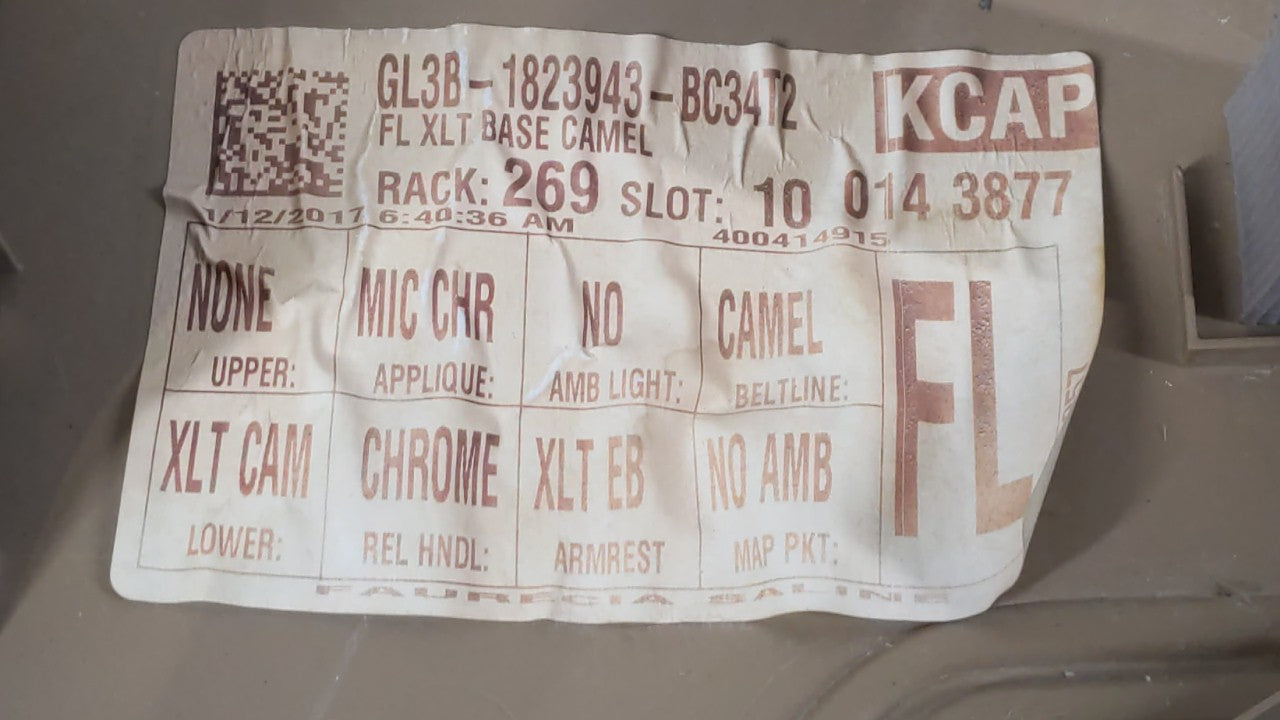 GL3B-1823943-BC34T2
KCAP
FL XLT BASE CAMEL
RACK: 269 SLOT: 10 014 3877
1/12/2017 6:40:36 AM
400414915
NONE MIC CHR NO CAMEL
UPPER: APPLIQUE: AMB LIGHT: BELTLINE:
FL
XLT CAM CHROME XLT EB NO AMB
LOWER: REL HNDL: ARMREST MAP PKT:
FAURECIA SALINE